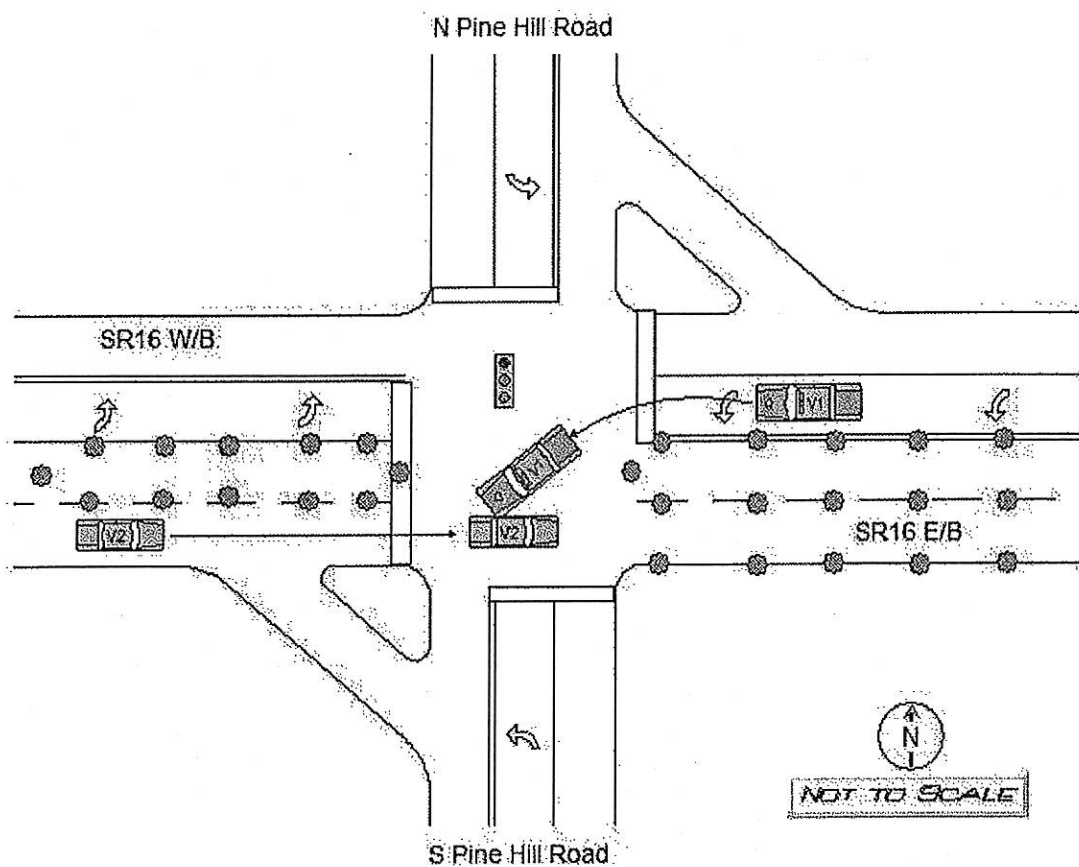 N Pine Hill Road
SR16 W/B
V1
V1
V2
V2
SR16 E/B
N
NOT TO SCALE
S Pine Hill Road